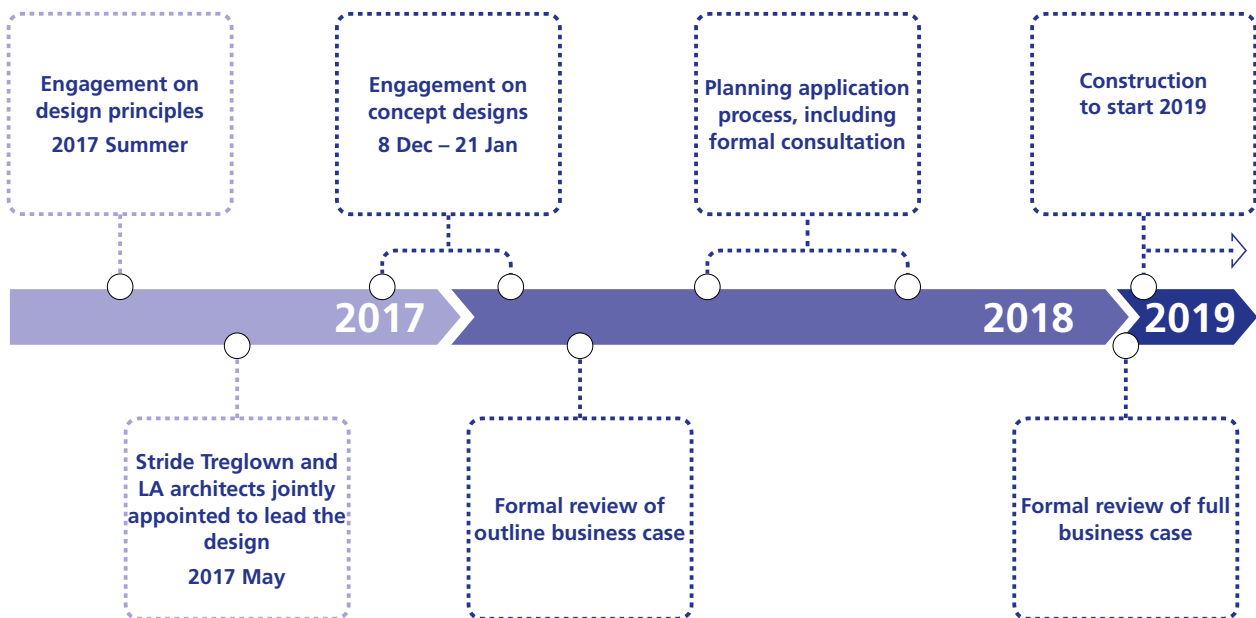 Engagement on
design principles
2017 Summer
Engagement on
concept designs
8 Dec – 21 Jan
Planning application
process, including
formal consultation
Construction
to start 2019
2017
2018
2019
Stride Treglown and
LA architects jointly
appointed to lead the
design
2017 May
Formal review of
outline business case
Formal review of full
business case